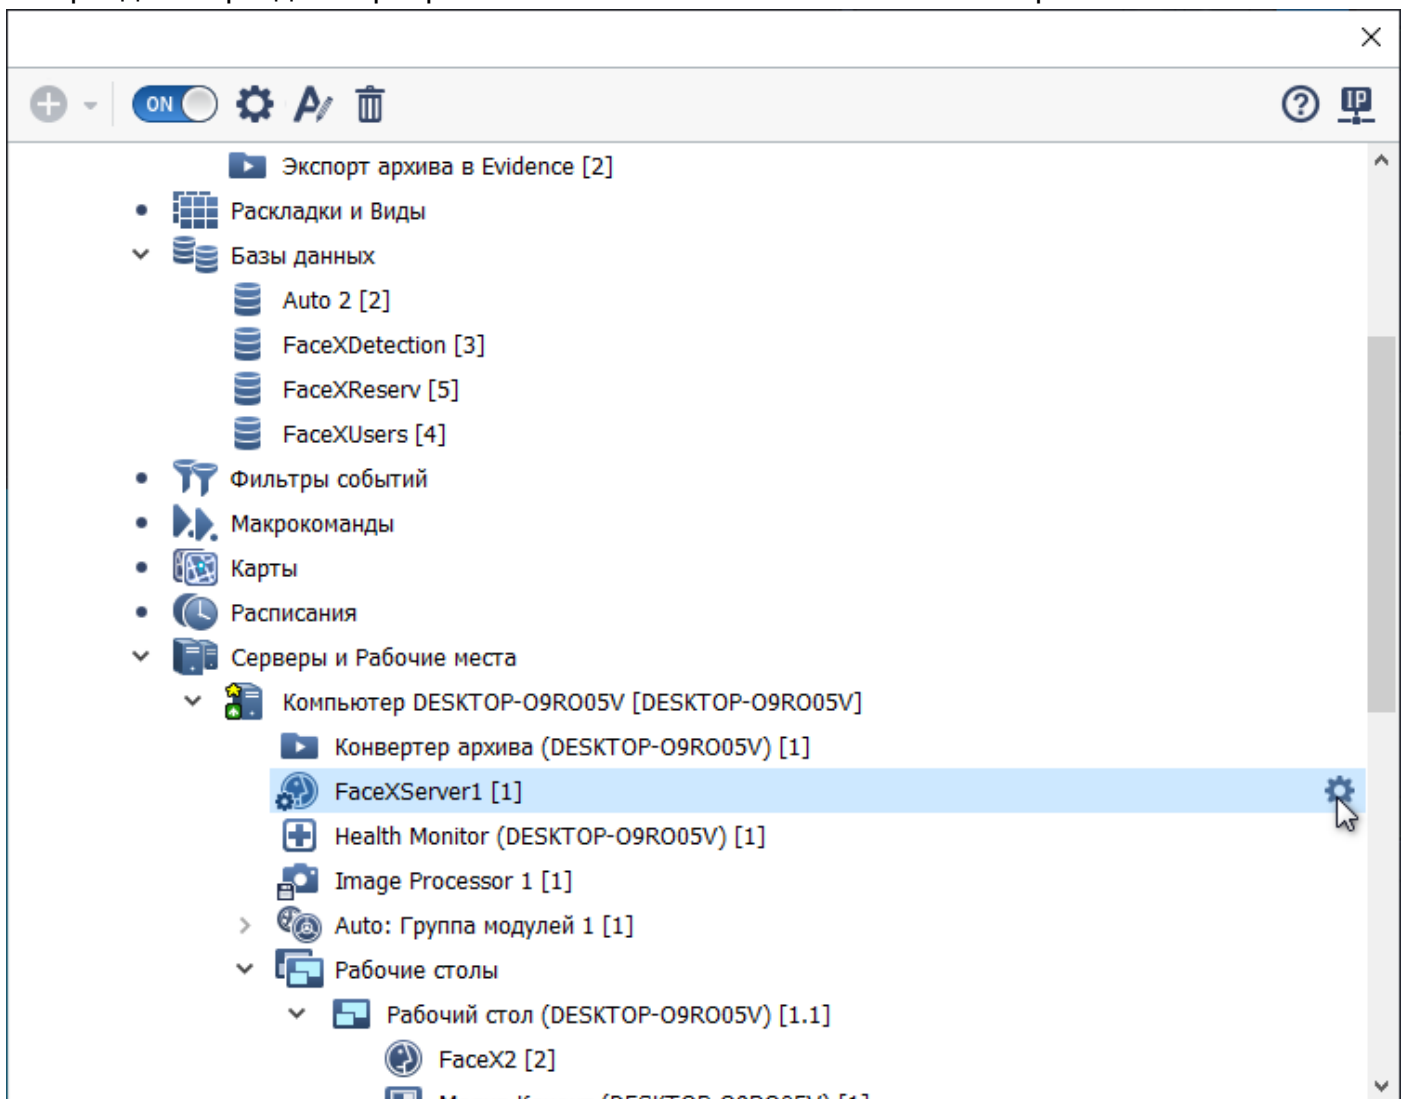 ON
IP
Экспорт архива в Evidence [2]
Раскладки и Виды
Базы данных
Auto 2 [2]
FaceXDetection [3]
FaceXReserv [5]
FaceXUsers [4]
Фильтры событий
Макрокоманды
Карты
Расписания
Серверы и Рабочие места
Компьютер DESKTOP-O9RO05V [DESKTOP-O9RO05V]
Конвертер архива (DESKTOP-O9RO05V) [1]
FaceXServer1 [1]
Health Monitor (DESKTOP-O9RO05V) [1]
Image Processor 1 [1]
Auto: Группа модулей 1 [1]
Рабочие столы
Рабочий стол (DESKTOP-O9RO05V) [1.1]
FaceX2 [2]